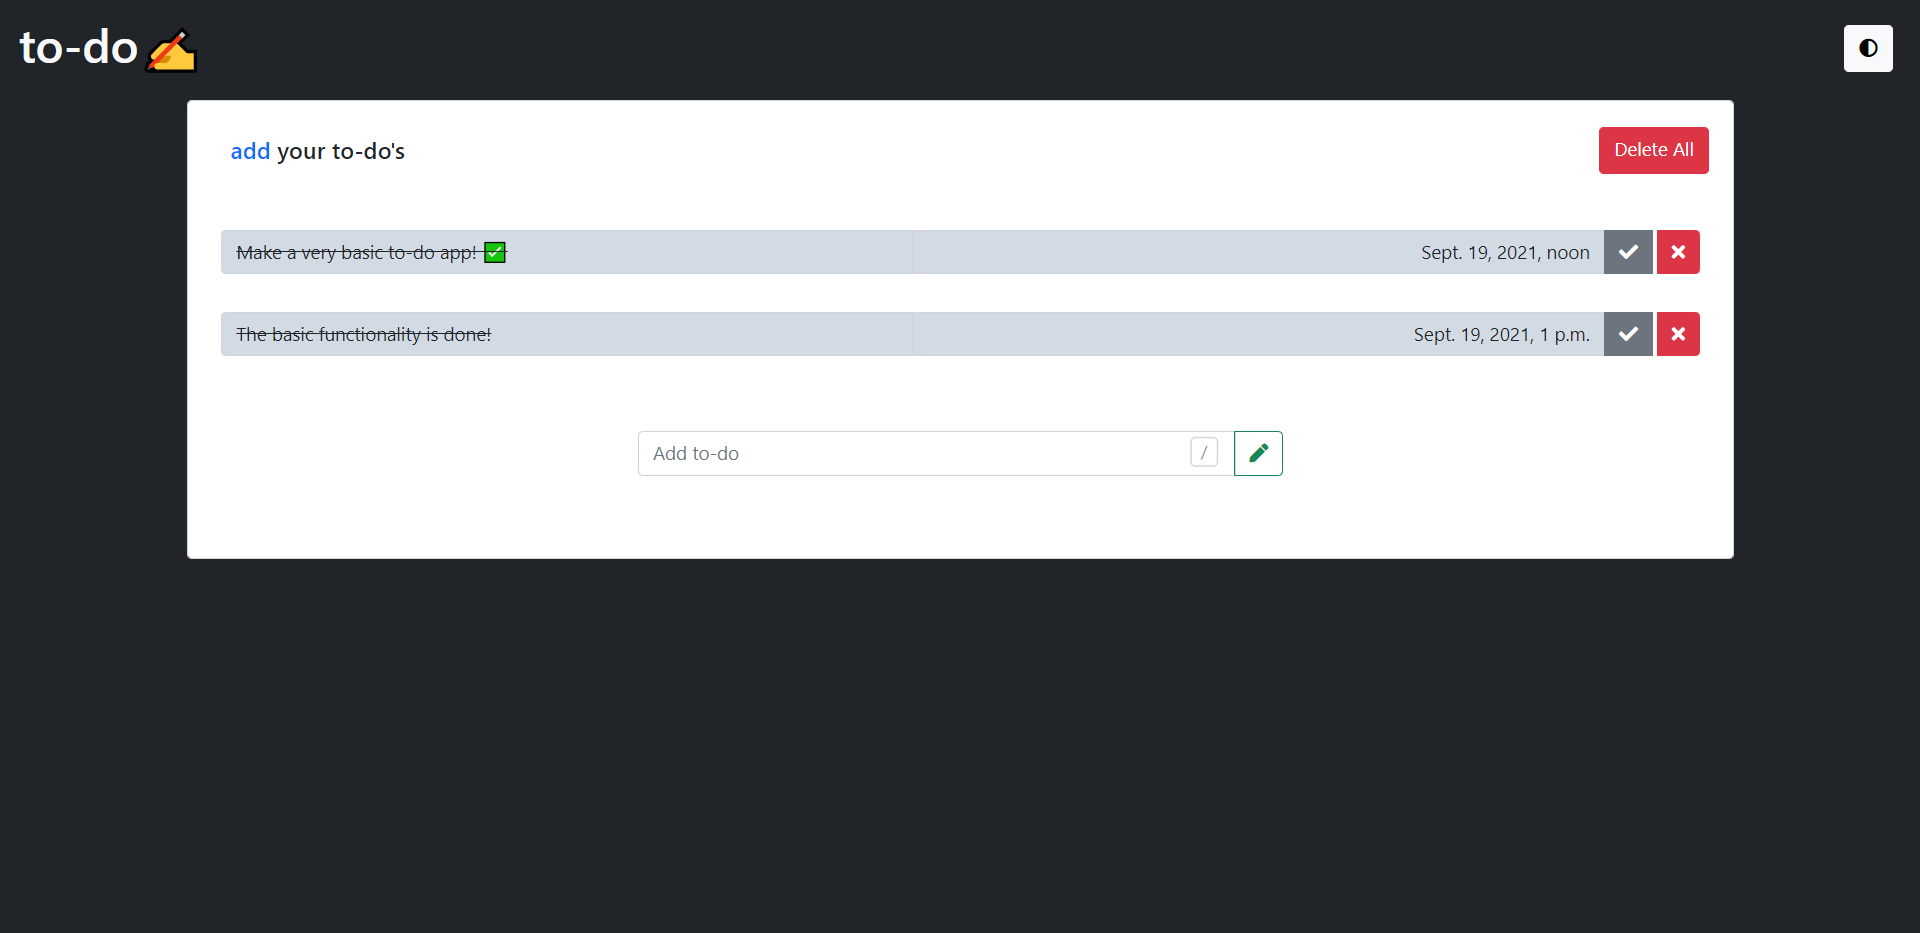 to-do ✍
add your to-do's
Delete All
Make a very basic to-do app! ✅
Sept. 19, 2021, noon
The basic functionality is done!
Sept. 19, 2021, 1 p.m.
Add to-do
/